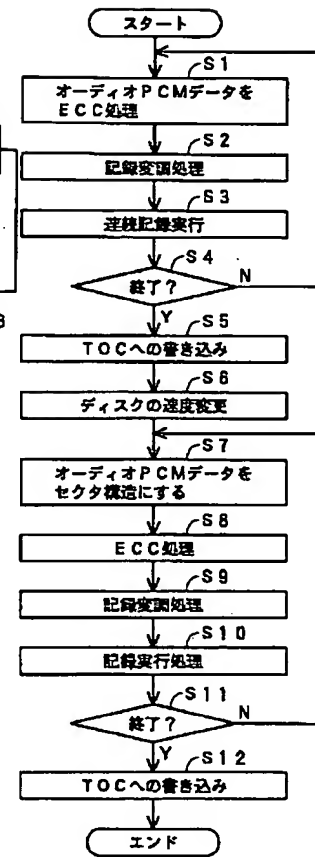 スタート
S1
オーディオPCMデータを
ECC処理
S2
記録変調処理
S3
連続記録実行
S4
終了?
N
Y
S5
TOCへの書き込み
S6
ディスクの速度変更
S7
オーディオPCMデータを
セクタ構造にする
S8
ECC処理
S9
記録変調処理
S10
記録実行処理
S11
終了?
N
Y
S12
TOCへの書き込み
エンド